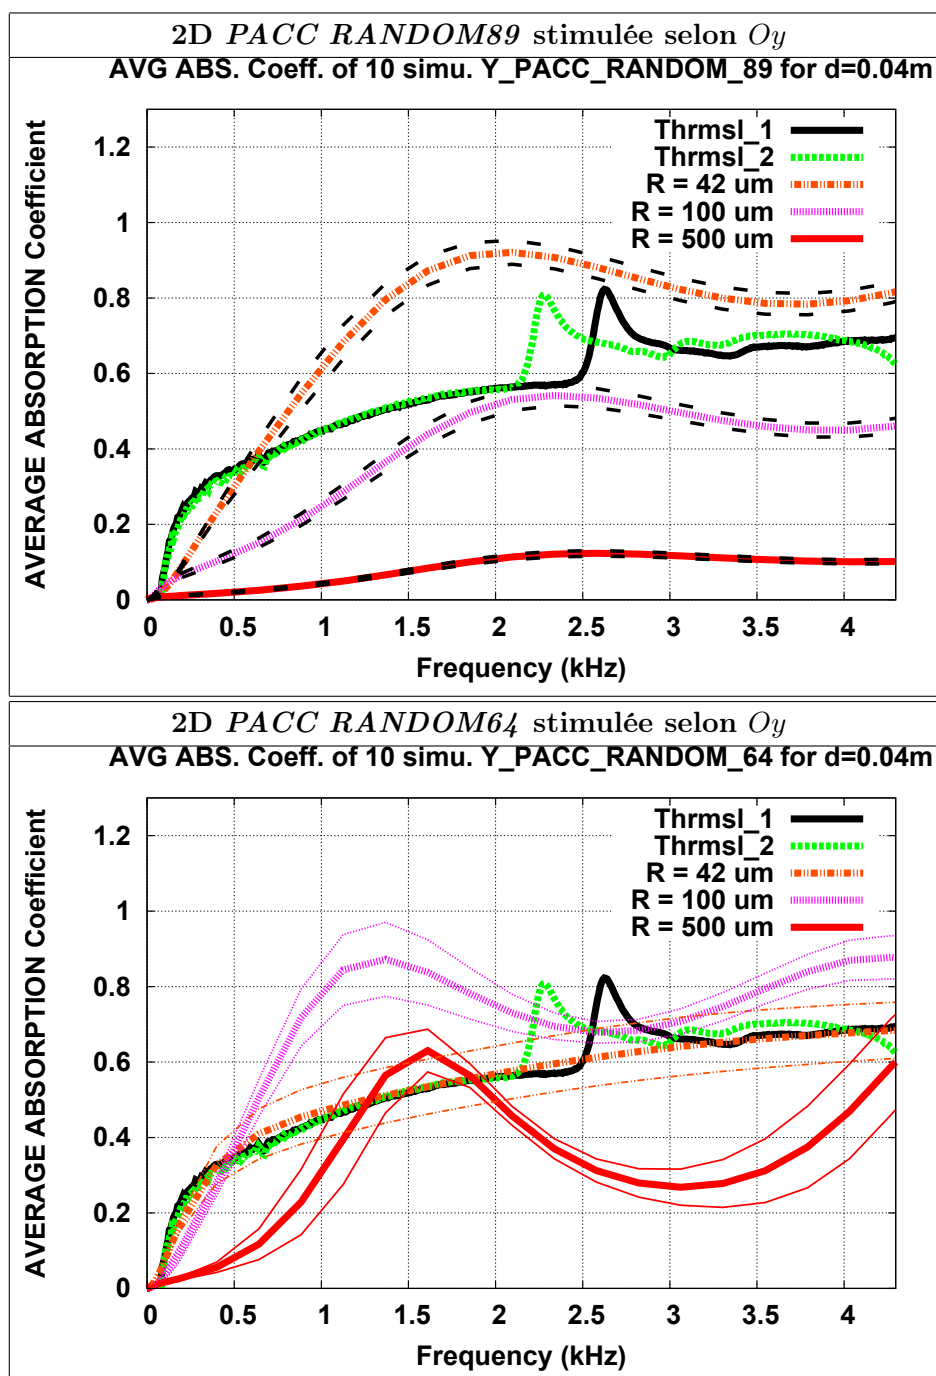 2D PACC RANDOM89 stimulée selon Oy
AVG ABS. Coeff. of 10 simu. Y_PACC_RANDOM_89 for d=0.04m
AVERAGE ABSORPTION Coefficient
1.2
1
0.8
0.6
0.4
0.2
0
Thrmsl_1
Thrmsl_2
R = 42 um
R = 100 um
R = 500 um
0 0.5 1 1.5 2 2.5 3 3.5 4
Frequency (kHz)
2D PACC RANDOM64 stimulée selon Oy
AVG ABS. Coeff. of 10 simu. Y_PACC_RANDOM_64 for d=0.04m
AVERAGE ABSORPTION Coefficient
1.2
1
0.8
0.6
0.4
0.2
0
Thrmsl_1
Thrmsl_2
R = 42 um
R = 100 um
R = 500 um
0 0.5 1 1.5 2 2.5 3 3.5 4
Frequency (kHz)